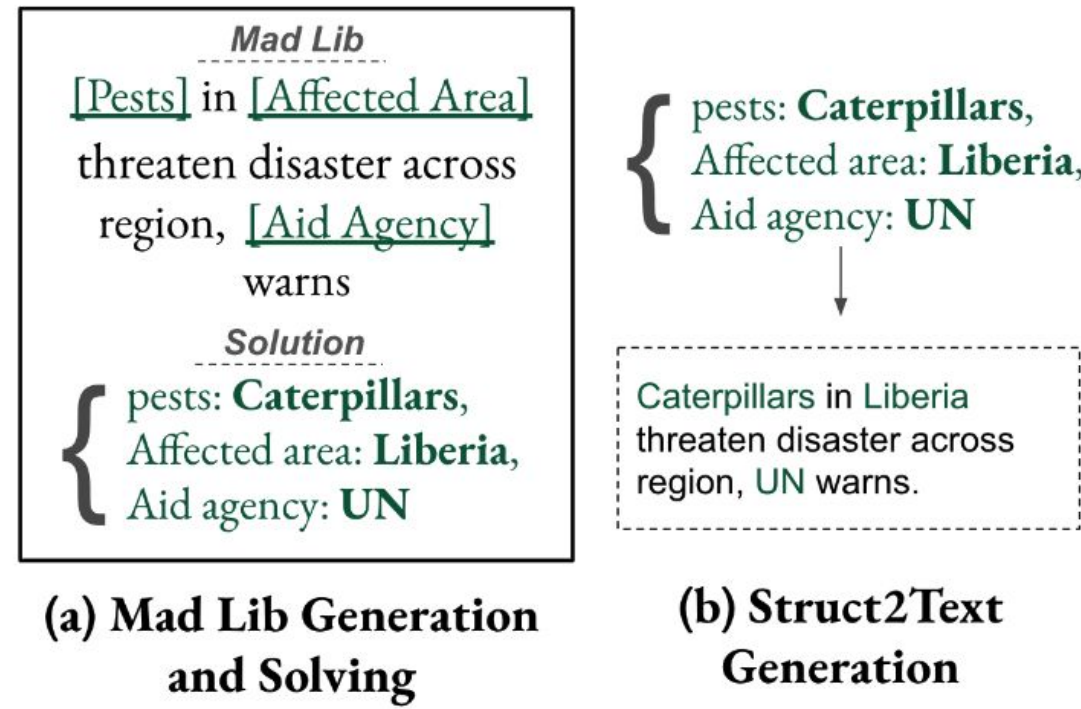 Mad Lib
[Pests] in [Affected Area]
threaten disaster across
region, [Aid Agency]
warns
Solution
{ pests: Caterpillars,
Affected area: Liberia,
Aid agency: UN
(a) Mad Lib Generation
and Solving
{ pests: Caterpillars,
Affected area: Liberia,
Aid agency: UN
Caterpillars in Liberia
threaten disaster across
region, UN warns.
(b) Struct2Text
Generation